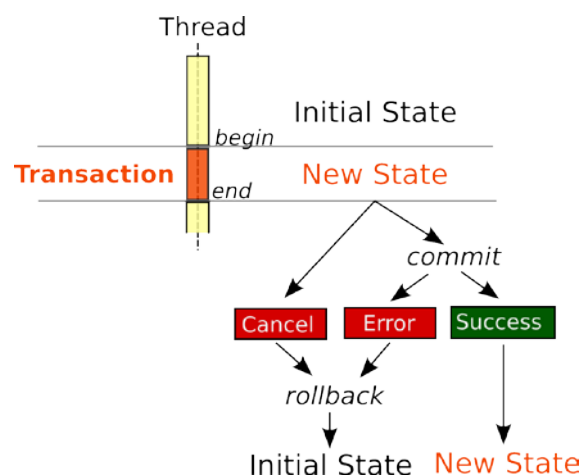 Thread
Initial State
begin
Transaction
New State
end
commit
Cancel
Error
Success
rollback
Initial State
New State